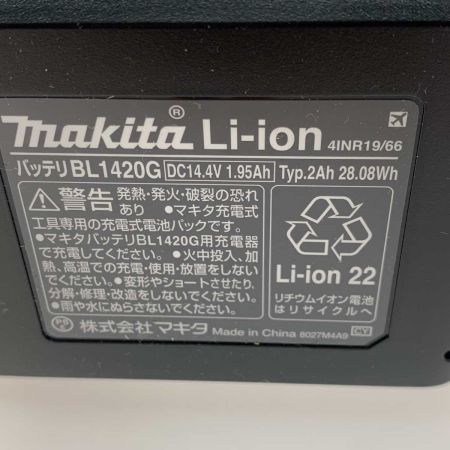 makita® Li-ion 4INR19/66
バッテリBL1420G DC14.4V 1.95Ah Typ.2Ah 28.08Wh
警告 発熱・発火・破裂の恐れ
あり ●マキタ充電式
工具専用の充電式電池パックです。
●マキタバッテリBL1420G用充電器
で充電してください。●火中投入、加
熱、高温での充電・使用・放置をしない
でください。●変形やショートさせたり、
分解・修理・改造をしないでください。
●雨や水にぬらさないでください。
Li-ion 22
リチウムイオン電池
はリサイクルへ
PS 株式会社マキタ Made in China 8027M4A9 CY